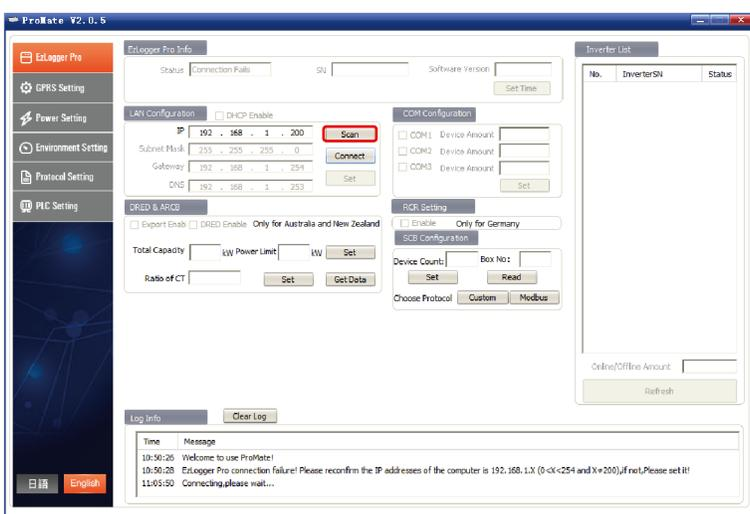 ProMate V2.0.5
EzLogger Pro
GPRS Setting
Power Setting
Environment Setting
Protocol Setting
PLC Setting
日語 English
EzLogger Pro Info
Status Connection Fails SN Software Version
Set Time
LAN Configuration DHCP Enable
IP 192 . 168 . 1 . 200 Scan
Subnet Mask 255 . 255 . 255 . 0 Connect
Gateway 192 . 168 . 1 . 254
Set
DNS 192 . 168 . 1 . 253
COM Configuration
COM1 Device Amount
COM2 Device Amount
COM3 Device Amount
Set
DRED & ARCB
Export Enab DRED Enable Only for Australia and New Zealand
Total Capacity kW Power Limit kW Set
Ratio of CT Set Get Data
RCR Setting
Enable Only for Germany
SCB Configuration
Device Count: Box No:
Set Read
Choose Protocol Custom Modbus
Inverter List
No. InverterSN Status
Online/Offline Amount
Refresh
Log Info Clear Log
Time Message
10:50:26 Welcome to use ProMate!
10:50:28 EzLogger Pro connection failure! Please reconfirm the IP addresses of the computer is 192.168.1.X (0<X<254 and X≠200),if not,Please set it!
11:05:50 Connecting,please wait...